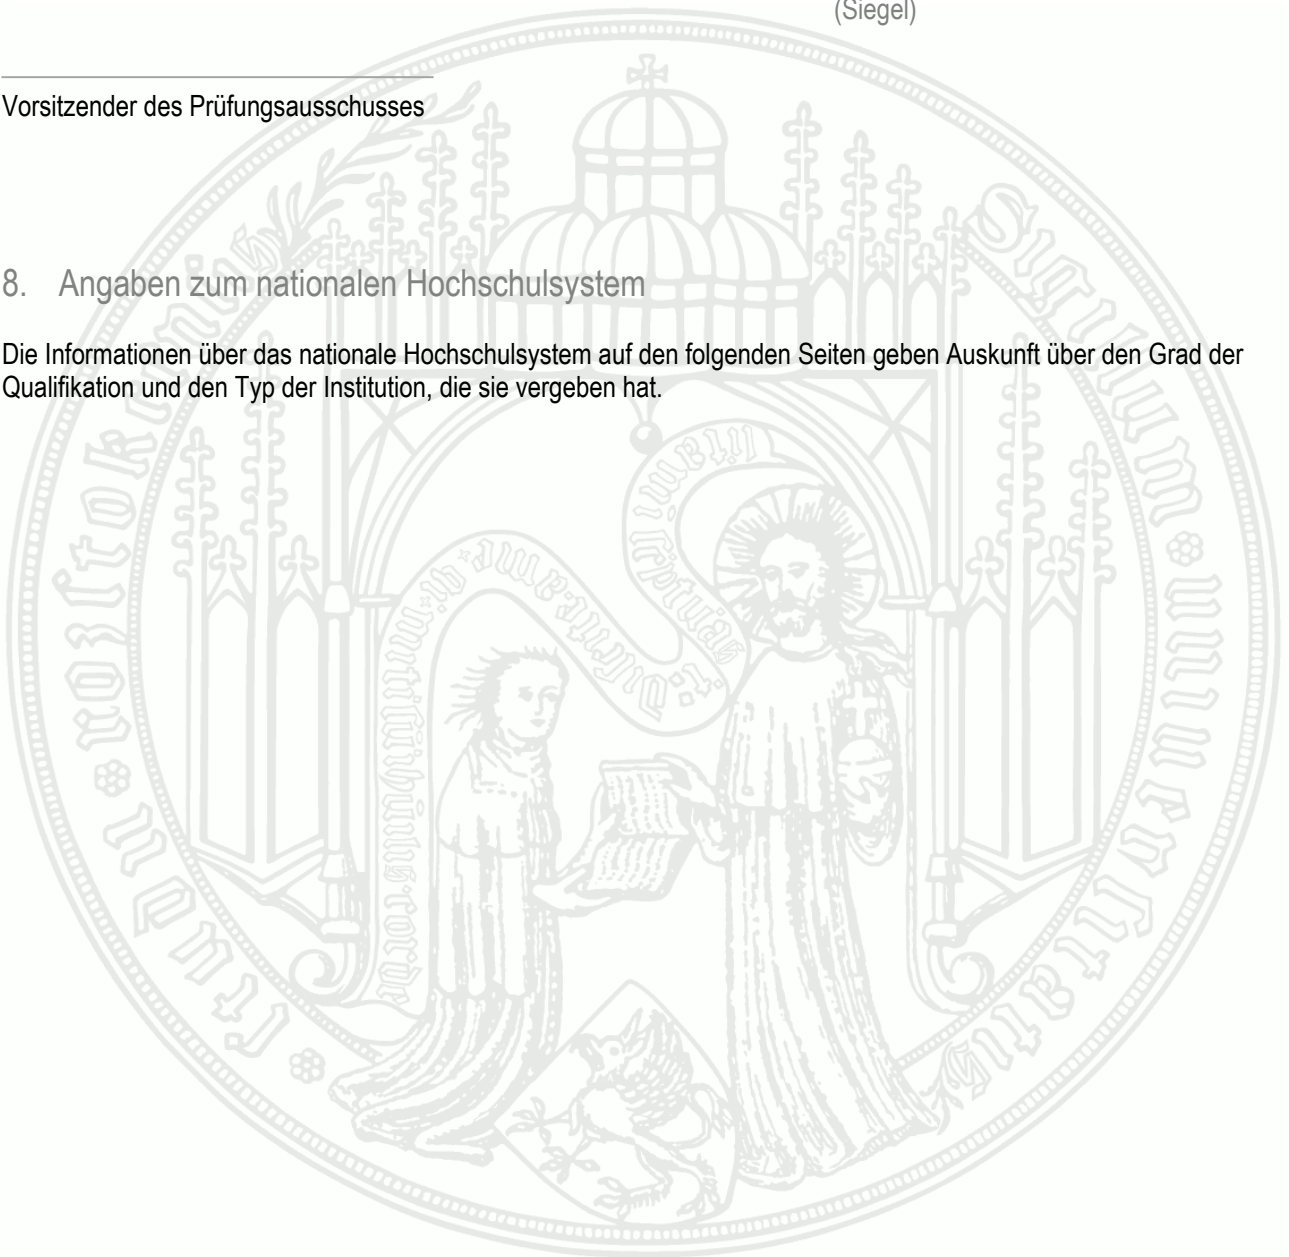 (Siegel)
Vorsitzender des Prüfungsausschusses
8. Angaben zum nationalen Hochschulsystem
Die Informationen über das nationale Hochschulsystem auf den folgenden Seiten geben Auskunft über den Grad der
Qualifikation und den Typ der Institution, die sie vergeben hat.